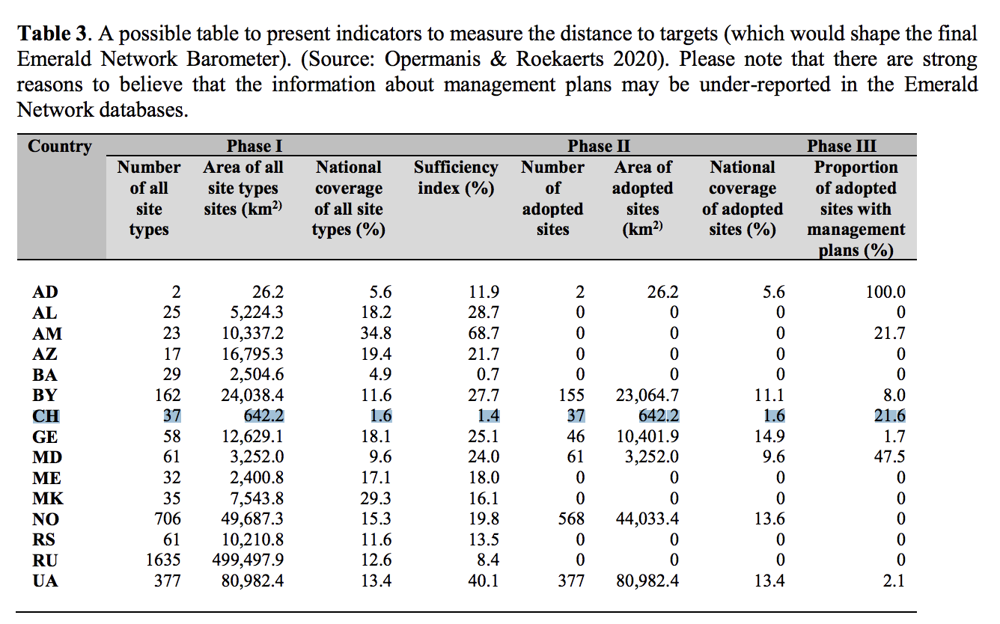 Table 3. A possible table to present indicators to measure the distance to targets (which would shape the final
Emerald Network Barometer). (Source: Opermanis & Roekaerts 2020). Please note that there are strong
reasons to believe that the information about management plans may be under-reported in the Emerald
Network databases.
Country Phase I Phase II Phase III
Number Area of all National Sufficiency Number Area of National Proportion
of all site types coverage index (%) of adopted coverage of adopted
site sites (km²) of all site adopted sites of adopted sites with
types types (%) sites (km²) sites (%) management
plans (%)
AD 2 26.2 5.6 11.9 2 26.2 5.6 100.0
AL 25 5,224.3 18.2 28.7 0 0 0 0
AM 23 10,337.2 34.8 68.7 0 0 0 21.7
AZ 17 16,795.3 19.4 21.7 0 0 0 0
BA 29 2,504.6 4.9 0.7 0 0 0 0
BY 162 24,038.4 11.6 27.7 155 23,064.7 11.1 8.0
CH 37 642.2 1.6 1.4 37 642.2 1.6 21.6
GE 58 12,629.1 18.1 25.1 46 10,401.9 14.9 1.7
MD 61 3,252.0 9.6 24.0 61 3,252.0 9.6 47.5
ME 32 2,400.8 17.1 18.0 0 0 0 0
MK 35 7,543.8 29.3 16.1 0 0 0 0
NO 706 49,687.3 15.3 19.8 568 44,033.4 13.6 0
RS 61 10,210.8 11.6 13.5 0 0 0 0
RU 1635 499,497.9 12.6 8.4 0 0 0 0
UA 377 80,982.4 13.4 40.1 377 80,982.4 13.4 2.1